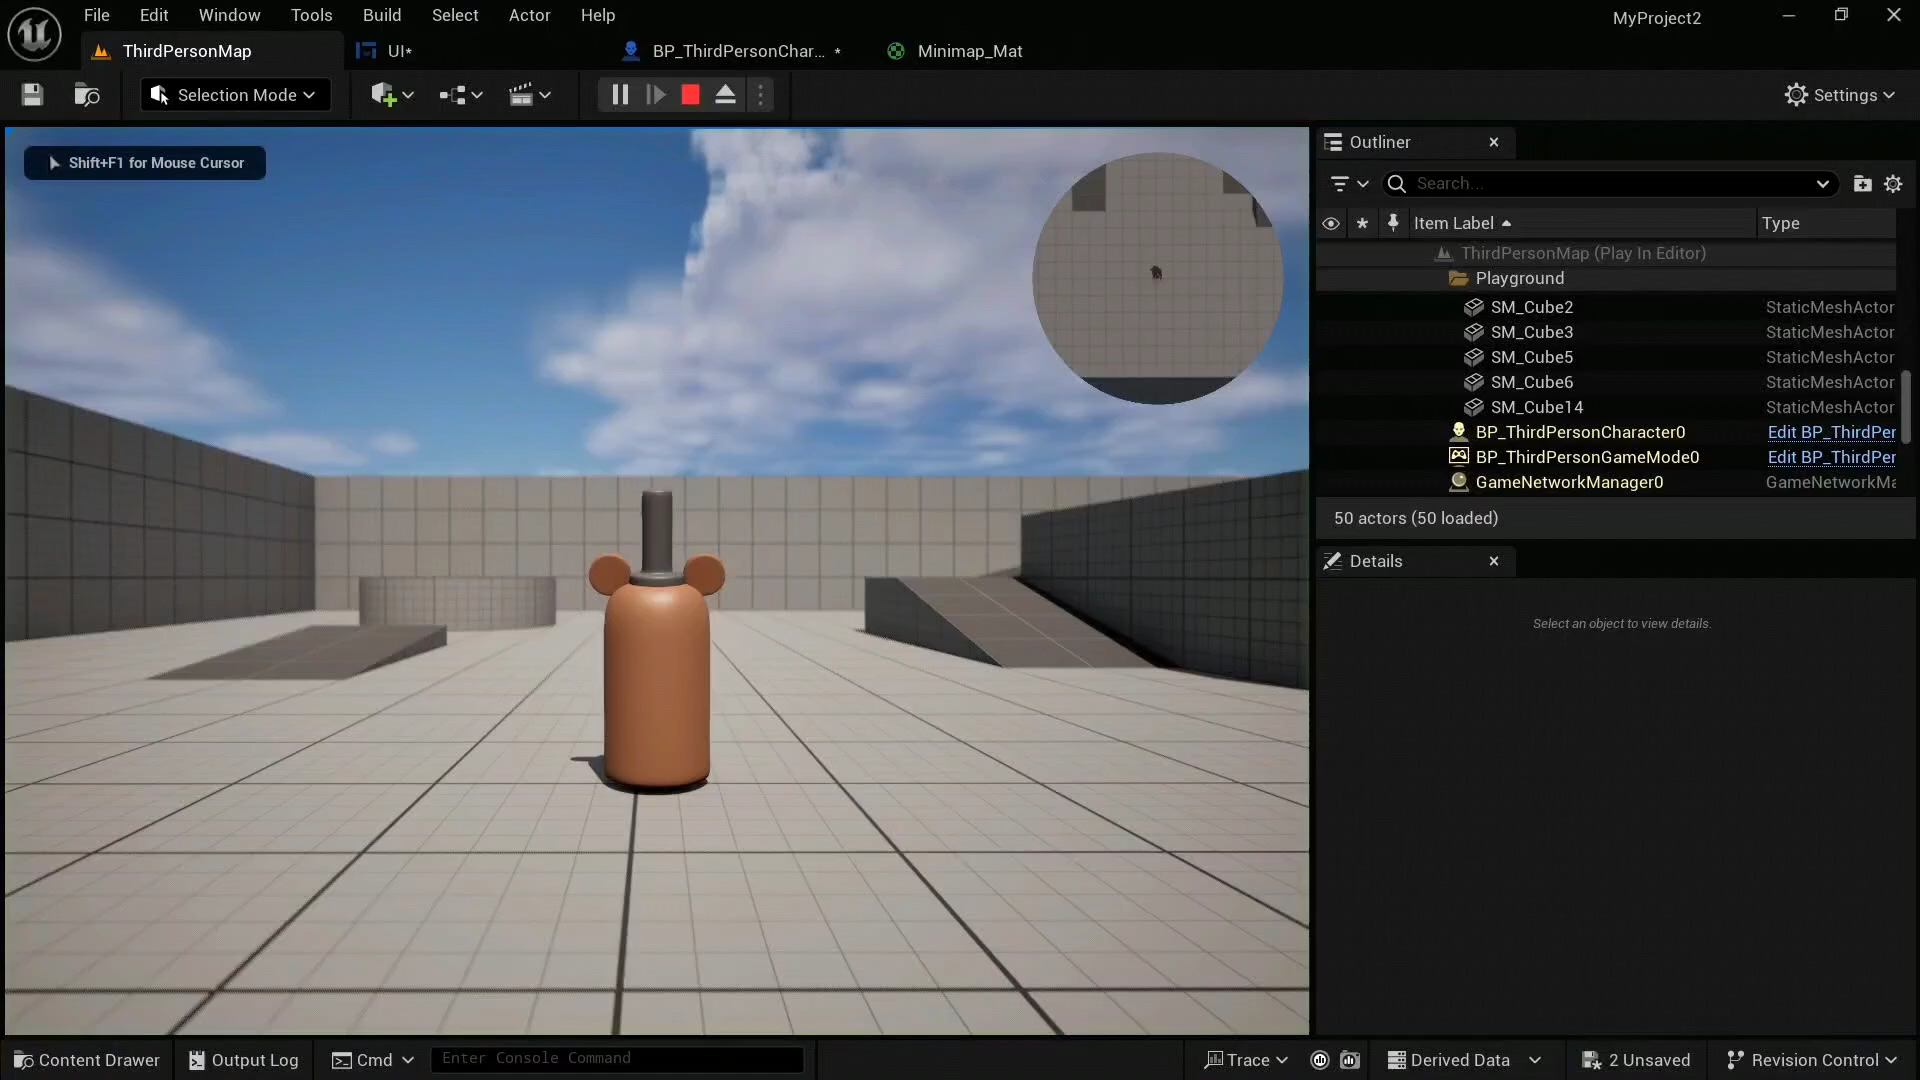 File Edit Window Tools Build Select Actor Help
MyProject2
ThirdPersonMap
UI*
BP_ThirdPersonChar... *
Minimap_Mat
Selection Mode
Settings
Shift+F1 for Mouse Cursor
Outliner
Search...
Item Label
Type
ThirdPersonMap (Play In Editor)
Playground
SM_Cube2 StaticMeshActor
SM_Cube3 StaticMeshActor
SM_Cube5 StaticMeshActor
SM_Cube6 StaticMeshActor
SM_Cube14 StaticMeshActor
BP_ThirdPersonCharacter0 Edit BP_ThirdPer
BP_ThirdPersonGameMode0 Edit BP_ThirdPer
GameNetworkManager0 GameNetworkMa
50 actors (50 loaded)
Details
Select an object to view details.
Content Drawer
Output Log
Cmd
Enter Console Command
Trace
Derived Data
2 Unsaved
Revision Control